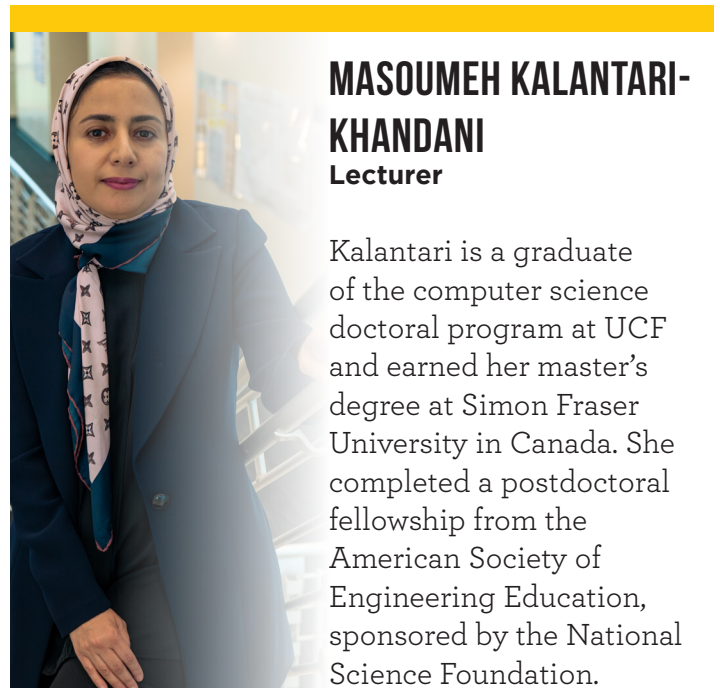 MASOUMEH KALANTARI-
KHANDANI
Lecturer
Kalantari is a graduate
of the computer science
doctoral program at UCF
and earned her master’s
degree at Simon Fraser
University in Canada. She
completed a postdoctoral
fellowship from the
American Society of
Engineering Education,
sponsored by the National
Science Foundation.